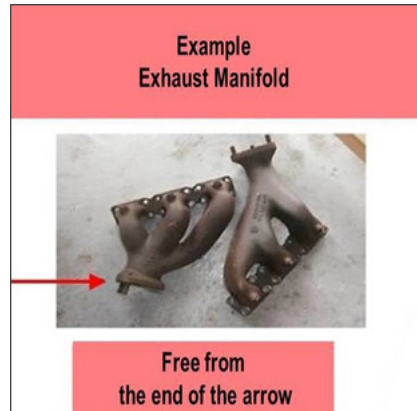 Example
Exhaust Manifold
Free from
the end of the arrow